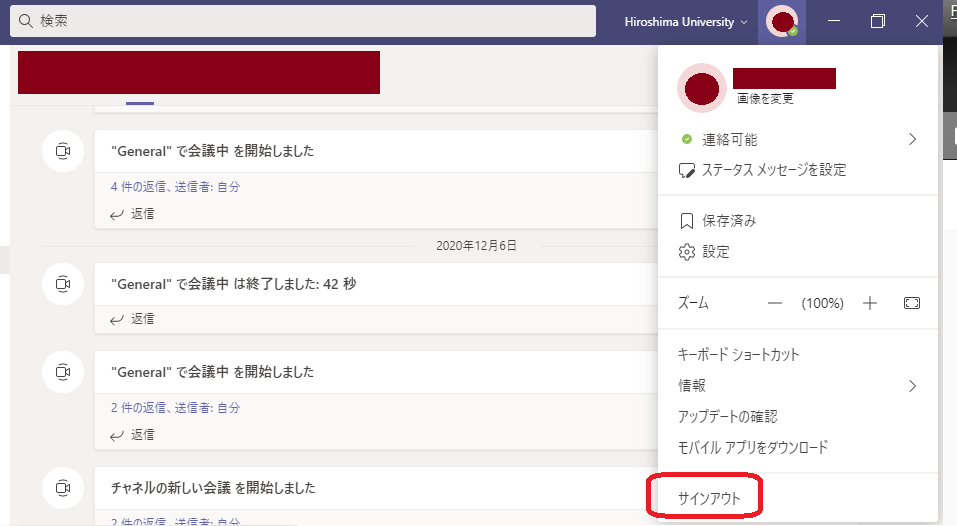 検索
Hiroshima University
画像を変更
連絡可能
ステータス メッセージを設定
保存済み
設定
ズーム
(100%)
キーボード ショートカット
情報
アップデートの確認
モバイル アプリをダウンロード
サインアウト
"General" で会議中 を開始しました
4 件の返信、送信者: 自分
返信
2020年12月6日
"General" で会議中 は終了しました: 42 秒
返信
"General" で会議中 を開始しました
2 件の返信、送信者: 自分
返信
チャネルの新しい会議 を開始しました
2 件の返信、送信者: 自分